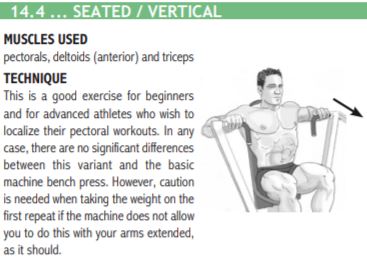 14.4 ... SEATED / VERTICAL
MUSCLES USED
pectorals, deltoids (anterior) and triceps
TECHNIQUE
This is a good exercise for beginners
and for advanced athletes who wish to
localize their pectoral workouts. In any
case, there are no significant differences
between this variant and the basic
machine bench press. However, caution
is needed when taking the weight on the
first repeat if the machine does not allow
you to do this with your arms extended,
as it should.